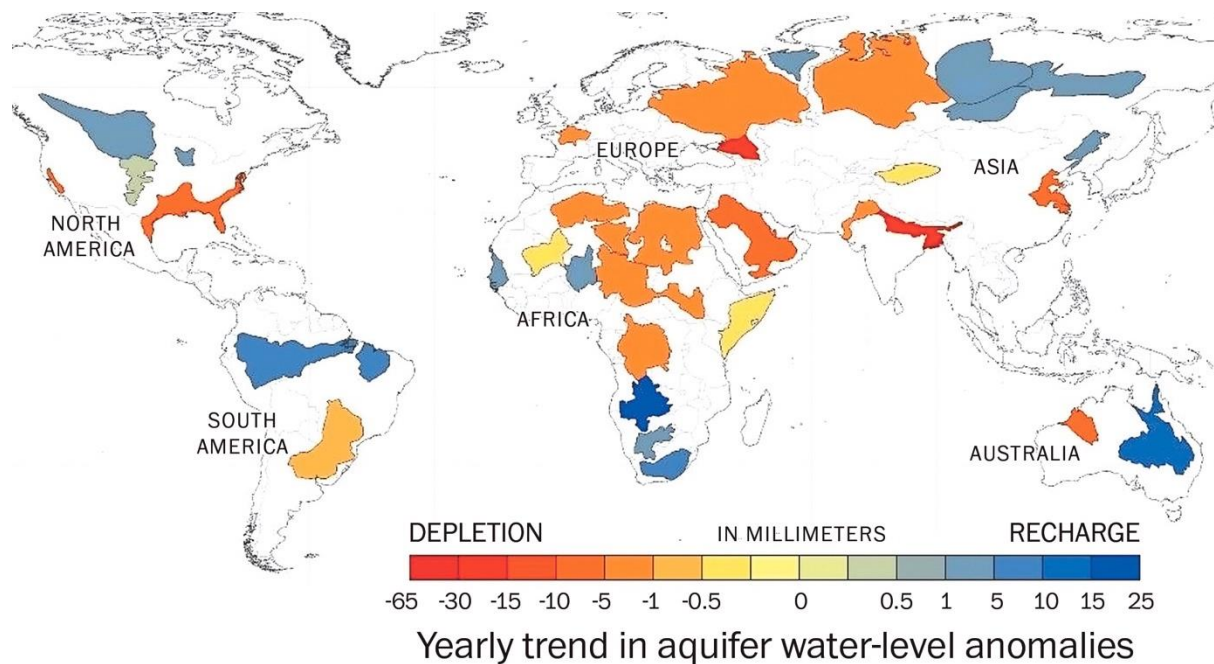 EUROPE
ASIA
NORTH
AMERICA
AFRICA
SOUTH
AMERICA
AUSTRALIA
DEPLETION IN MILLIMETERS RECHARGE
-65 -30 -15 -10 -5 -1 -0.5 0 0.5 1 5 10 15 25
Yearly trend in aquifer water-level anomalies